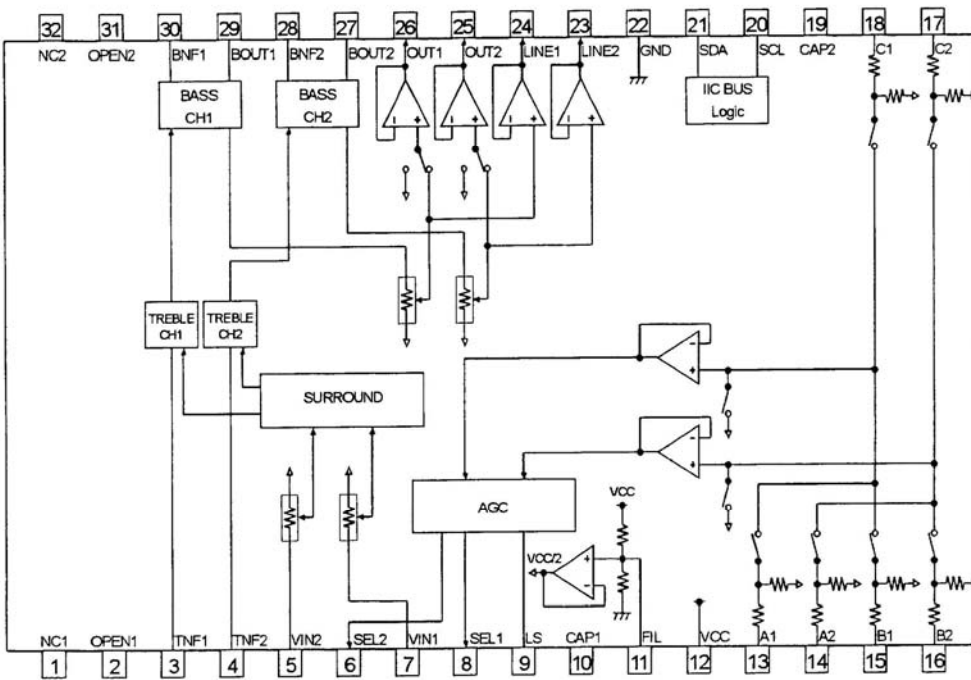 32 31 30 29 28 27 26 25 24 23 22 21 20 19 18 17
NC2 OPEN2 BNF1 BOUT1 BNF2 BOUT2 OUT1 OUT2 LINE1 LINE2 GND SDA SCL CAP2 C1 C2
BASS
CH1
BASS
CH2
- +
- +
- +
- +
IIC BUS
Logic
TREBLE
CH1
TREBLE
CH2
SURROUND
-
+
-
+
AGC
VCC
VCC/2
+
-
NC1 OPEN1 TNF1 TNF2 VIN2 SEL2 VIN1 SEL1 LS CAP1 FIL VCC A1 A2 B1 B2
1 2 3 4 5 6 7 8 9 10 11 12 13 14 15 16